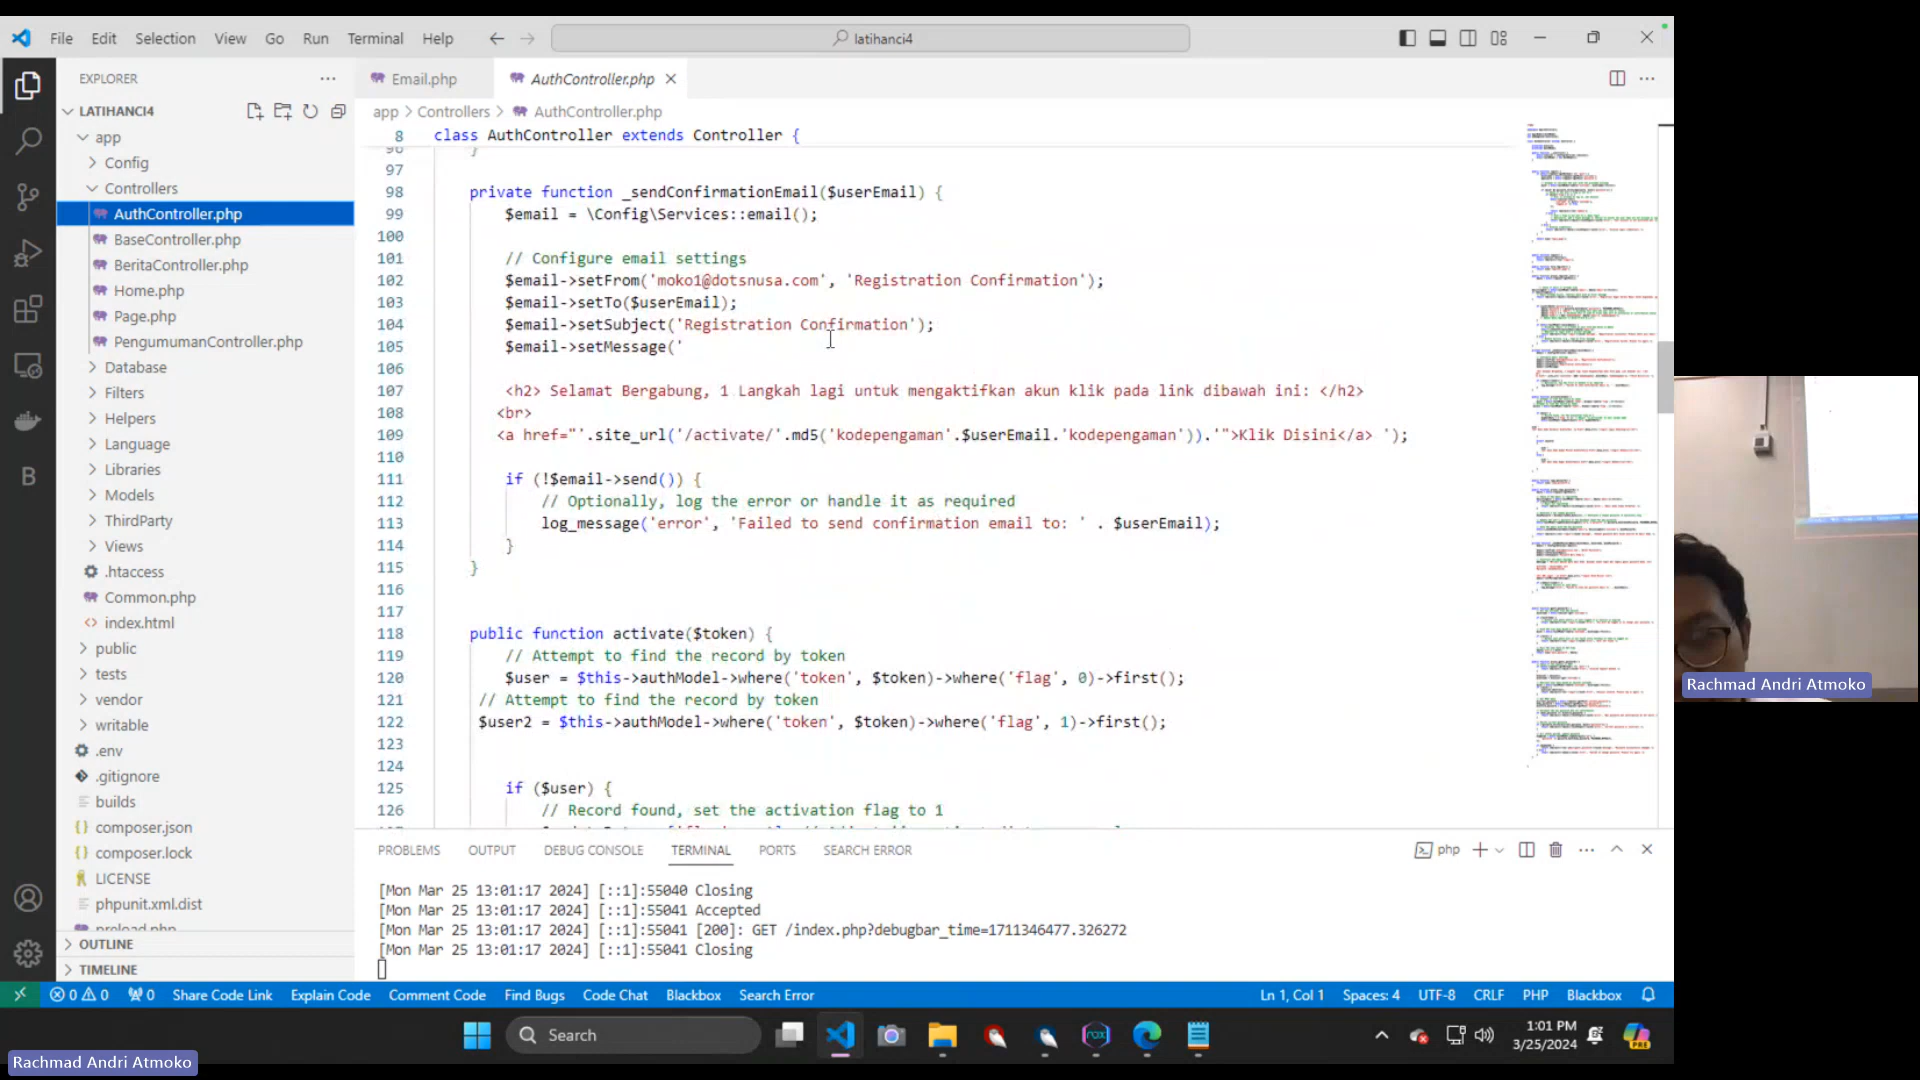 File Edit Selection View Go Run Terminal Help
latihanci4
EXPLORER
LATIHANCI4
app
Config
Controllers
AuthController.php
BaseController.php
BeritaController.php
Home.php
Page.php
PengumumanController.php
Database
Filters
Helpers
Language
Libraries
Models
ThirdParty
Views
.htaccess
Common.php
index.html
public
tests
vendor
writable
.env
.gitignore
builds
composer.json
composer.lock
LICENSE
phpunit.xml.dist
preload.php
OUTLINE
TIMELINE
Email.php AuthController.php
app > Controllers > AuthController.php
8 class AuthController extends Controller {
96 }
97
98 private function _sendConfirmationEmail($userEmail) {
99 $email = \Config\Services::email();
100
101 // Configure email settings
102 $email->setFrom('moko1@dotsnusa.com', 'Registration Confirmation');
103 $email->setTo($userEmail);
104 $email->setSubject('Registration Confirmation');
105 $email->setMessage('
106
107 <h2> Selamat Bergabung, 1 Langkah lagi untuk mengaktifkan akun klik pada link dibawah ini: </h2>
108 <br>
109 <a href="'.site_url('/activate/'.md5('kodepengaman'.$userEmail.'kodepengaman')).'">Klik Disini</a> ');
110
111 if (!$email->send()) {
112 // Optionally, log the error or handle it as required
113 log_message('error', 'Failed to send confirmation email to: ' . $userEmail);
114 }
115 }
116
117
118 public function activate($token) {
119 // Attempt to find the record by token
120 $user = $this->authModel->where('token', $token)->where('flag', 0)->first();
121 // Attempt to find the record by token
122 $user2 = $this->authModel->where('token', $token)->where('flag', 1)->first();
123
124
125 if ($user) {
126 // Record found, set the activation flag to 1
PROBLEMS OUTPUT DEBUG CONSOLE TERMINAL PORTS SEARCH ERROR
php
[Mon Mar 25 13:01:17 2024] [::1]:55040 Closing
[Mon Mar 25 13:01:17 2024] [::1]:55041 Accepted
[Mon Mar 25 13:01:17 2024] [::1]:55041 [200]: GET /index.php?debugbar_time=1711346477.326272
[Mon Mar 25 13:01:17 2024] [::1]:55041 Closing
0 0 0 Share Code Link Explain Code Comment Code Find Bugs Code Chat Blackbox Search Error
Ln 1, Col 1 Spaces: 4 UTF-8 CRLF PHP Blackbox
Search
1:01 PM
3/25/2024
PRE
Rachmad Andri Atmoko
Rachmad Andri Atmoko